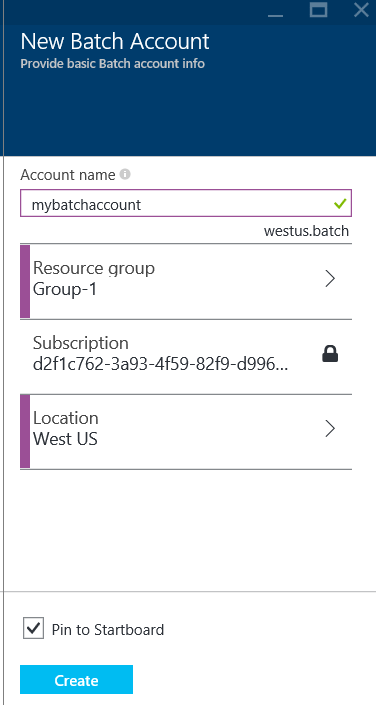 New Batch Account
Provide basic Batch account info
Account name
mybatchaccount
westus.batch
Resource group
Group-1
Subscription
d2f1c762-3a93-4f59-82f9-d996...
Location
West US
Pin to Startboard
Create